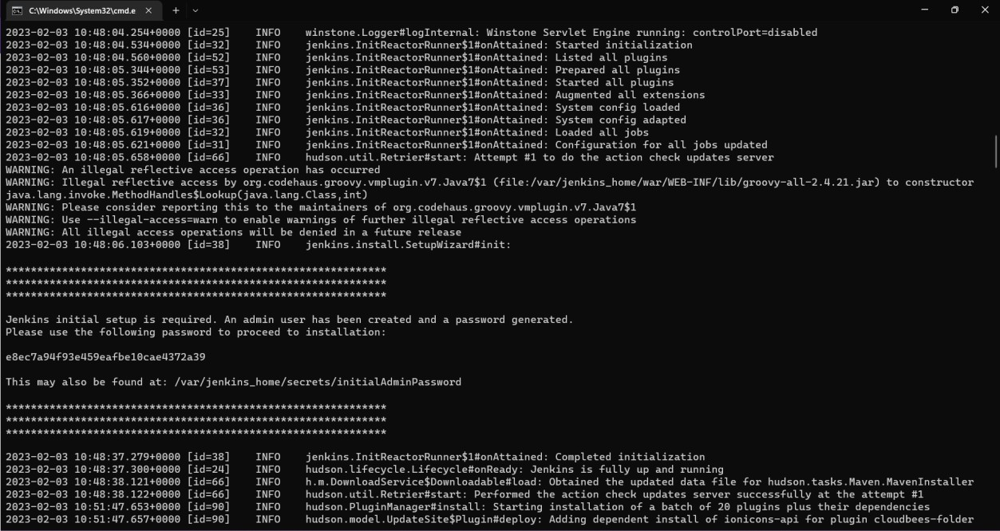 C:\Windows\System32\cmd.e
2023-02-03 10:48:04.254+0000 [id=25] INFO winstone.Logger#logInternal: Winstone Servlet Engine running: controlPort=disabled
2023-02-03 10:48:04.534+0000 [id=32] INFO jenkins.InitReactorRunner$1#onAttained: Started initialization
2023-02-03 10:48:04.560+0000 [id=52] INFO jenkins.InitReactorRunner$1#onAttained: Listed all plugins
2023-02-03 10:48:05.344+0000 [id=53] INFO jenkins.InitReactorRunner$1#onAttained: Prepared all plugins
2023-02-03 10:48:05.352+0000 [id=37] INFO jenkins.InitReactorRunner$1#onAttained: Started all plugins
2023-02-03 10:48:05.366+0000 [id=33] INFO jenkins.InitReactorRunner$1#onAttained: Augmented all extensions
2023-02-03 10:48:05.616+0000 [id=36] INFO jenkins.InitReactorRunner$1#onAttained: System config loaded
2023-02-03 10:48:05.617+0000 [id=36] INFO jenkins.InitReactorRunner$1#onAttained: System config adapted
2023-02-03 10:48:05.619+0000 [id=32] INFO jenkins.InitReactorRunner$1#onAttained: Loaded all jobs
2023-02-03 10:48:05.621+0000 [id=31] INFO jenkins.InitReactorRunner$1#onAttained: Configuration for all jobs updated
2023-02-03 10:48:05.658+0000 [id=66] INFO hudson.util.Retrier#start: Attempt #1 to do the action check updates server
WARNING: An illegal reflective access operation has occurred
WARNING: Illegal reflective access by org.codehaus.groovy.vmplugin.v7.Java7$1 (file:/var/jenkins_home/war/WEB-INF/lib/groovy-all-2.4.21.jar) to constructor
java.lang.invoke.MethodHandles$Lookup(java.lang.Class,int)
WARNING: Please consider reporting this to the maintainers of org.codehaus.groovy.vmplugin.v7.Java7$1
WARNING: Use --illegal-access=warn to enable warnings of further illegal reflective access operations
WARNING: All illegal access operations will be denied in a future release
2023-02-03 10:48:06.103+0000 [id=38] INFO jenkins.install.SetupWizard#init:
*************************************************************
*************************************************************
*************************************************************
Jenkins initial setup is required. An admin user has been created and a password generated.
Please use the following password to proceed to installation:
e8ec7a94f93e459eafbe10cae4372a39
This may also be found at: /var/jenkins_home/secrets/initialAdminPassword
*************************************************************
*************************************************************
*************************************************************
2023-02-03 10:48:37.279+0000 [id=38] INFO jenkins.InitReactorRunner$1#onAttained: Completed initialization
2023-02-03 10:48:37.300+0000 [id=24] INFO hudson.lifecycle.Lifecycle#onReady: Jenkins is fully up and running
2023-02-03 10:48:38.121+0000 [id=66] INFO h.m.DownloadService$Downloadable#load: Obtained the updated data file for hudson.tasks.Maven.MavenInstaller
2023-02-03 10:48:38.122+0000 [id=66] INFO hudson.util.Retrier#start: Performed the action check updates server successfully at the attempt #1
2023-02-03 10:51:47.653+0000 [id=90] INFO hudson.PluginManager#install: Starting installation of a batch of 20 plugins plus their dependencies
2023-02-03 10:51:47.657+0000 [id=90] INFO hudson.model.UpdateSite$Plugin#deploy: Adding dependent install of ionicons-api for plugin cloudbees-folder